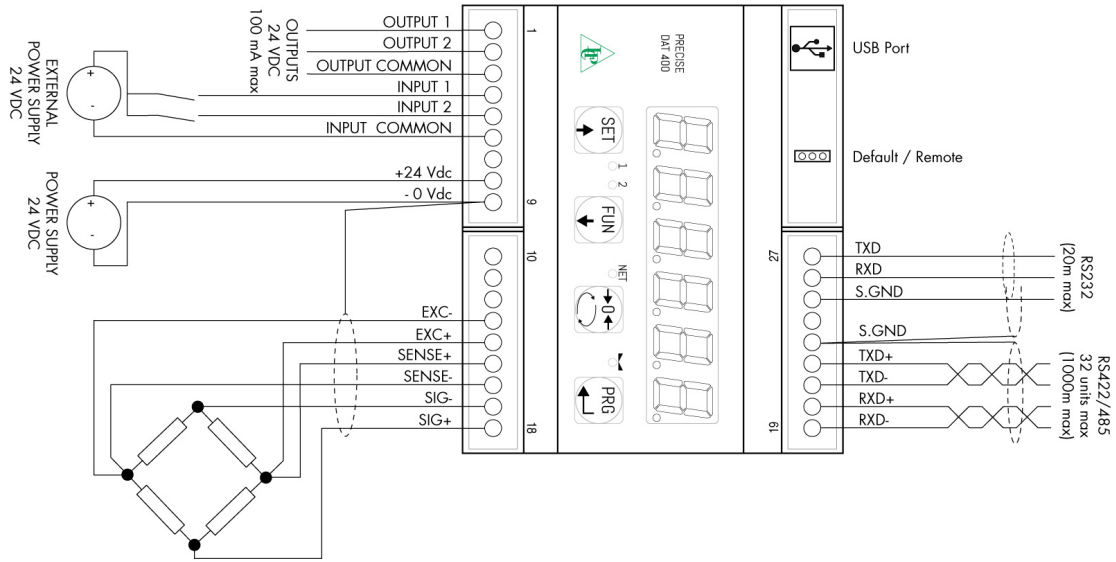 OUTPUT 1
OUTPUT 2
OUTPUT COMMON
INPUT 1
INPUT 2
INPUT COMMON
+24 Vdc
- 0 Vdc
OUTPUTS
24 VDC
100 mA max
EXTERNAL
POWER SUPPLY
24 VDC
+
-
POWER SUPPLY
24 VDC
+
-
EXC-
EXC+
SENSE+
SENSE-
SIG-
SIG+
1
9
10
18
PRECISE
DAT 400
SET
1
2
FUN
NET
0
PRG
USB Port
Default / Remote
27
19
TXD
RXD
S.GND
S.GND
TXD+
TXD-
RXD+
RXD-
RS232
(20m max)
RS422/485
32 units max
(1000m max)